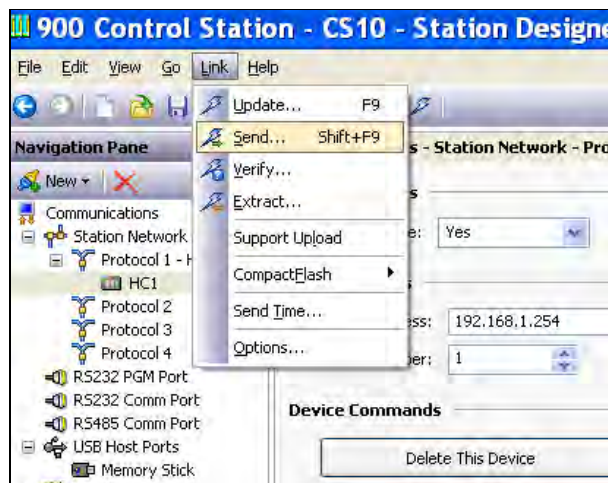 900 Control Station - CS10 - Station Designe
File Edit View Go Link Help
Update... F9
Navigation Pane
Send... Shift+F9
s - Station Network - Pro
New
Verify...
s
Communications
Extract...
Station Network
Support Upload
e: Yes
Protocol 1 - H
CompactFlash
s
HC1
Protocol 2
Send Time...
ess: 192.168.1.254
Protocol 3
Protocol 4
Options...
ber: 1
RS232 PGM Port
RS232 Comm Port
Device Commands
RS485 Comm Port
USB Host Ports
Delete This Device
Memory Stick